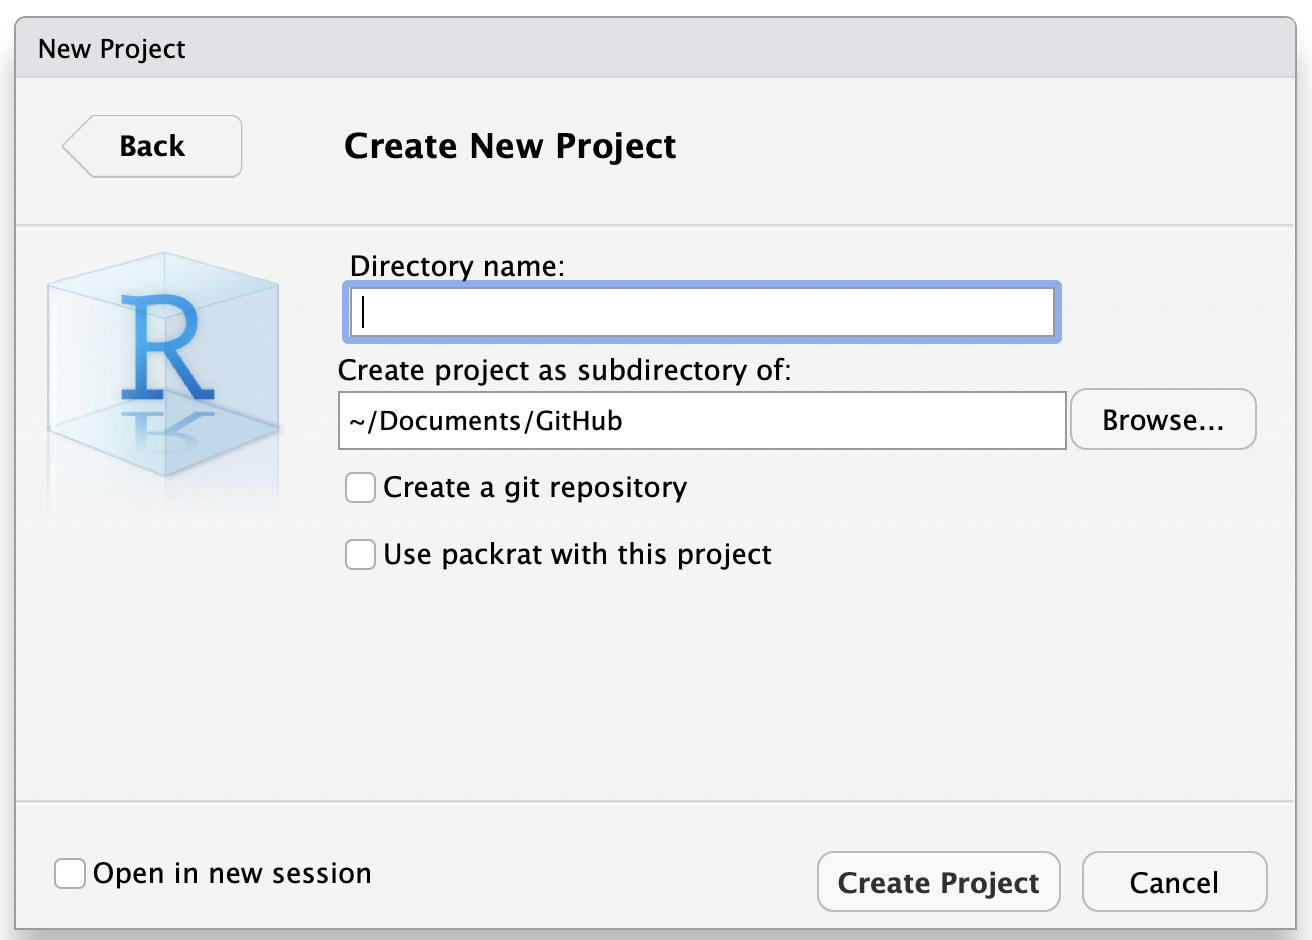 New Project
Back
Create New Project
R
Directory name:
Create project as subdirectory of:
~/Documents/GitHub
Browse...
Create a git repository
Use packrat with this project
Open in new session
Create Project
Cancel